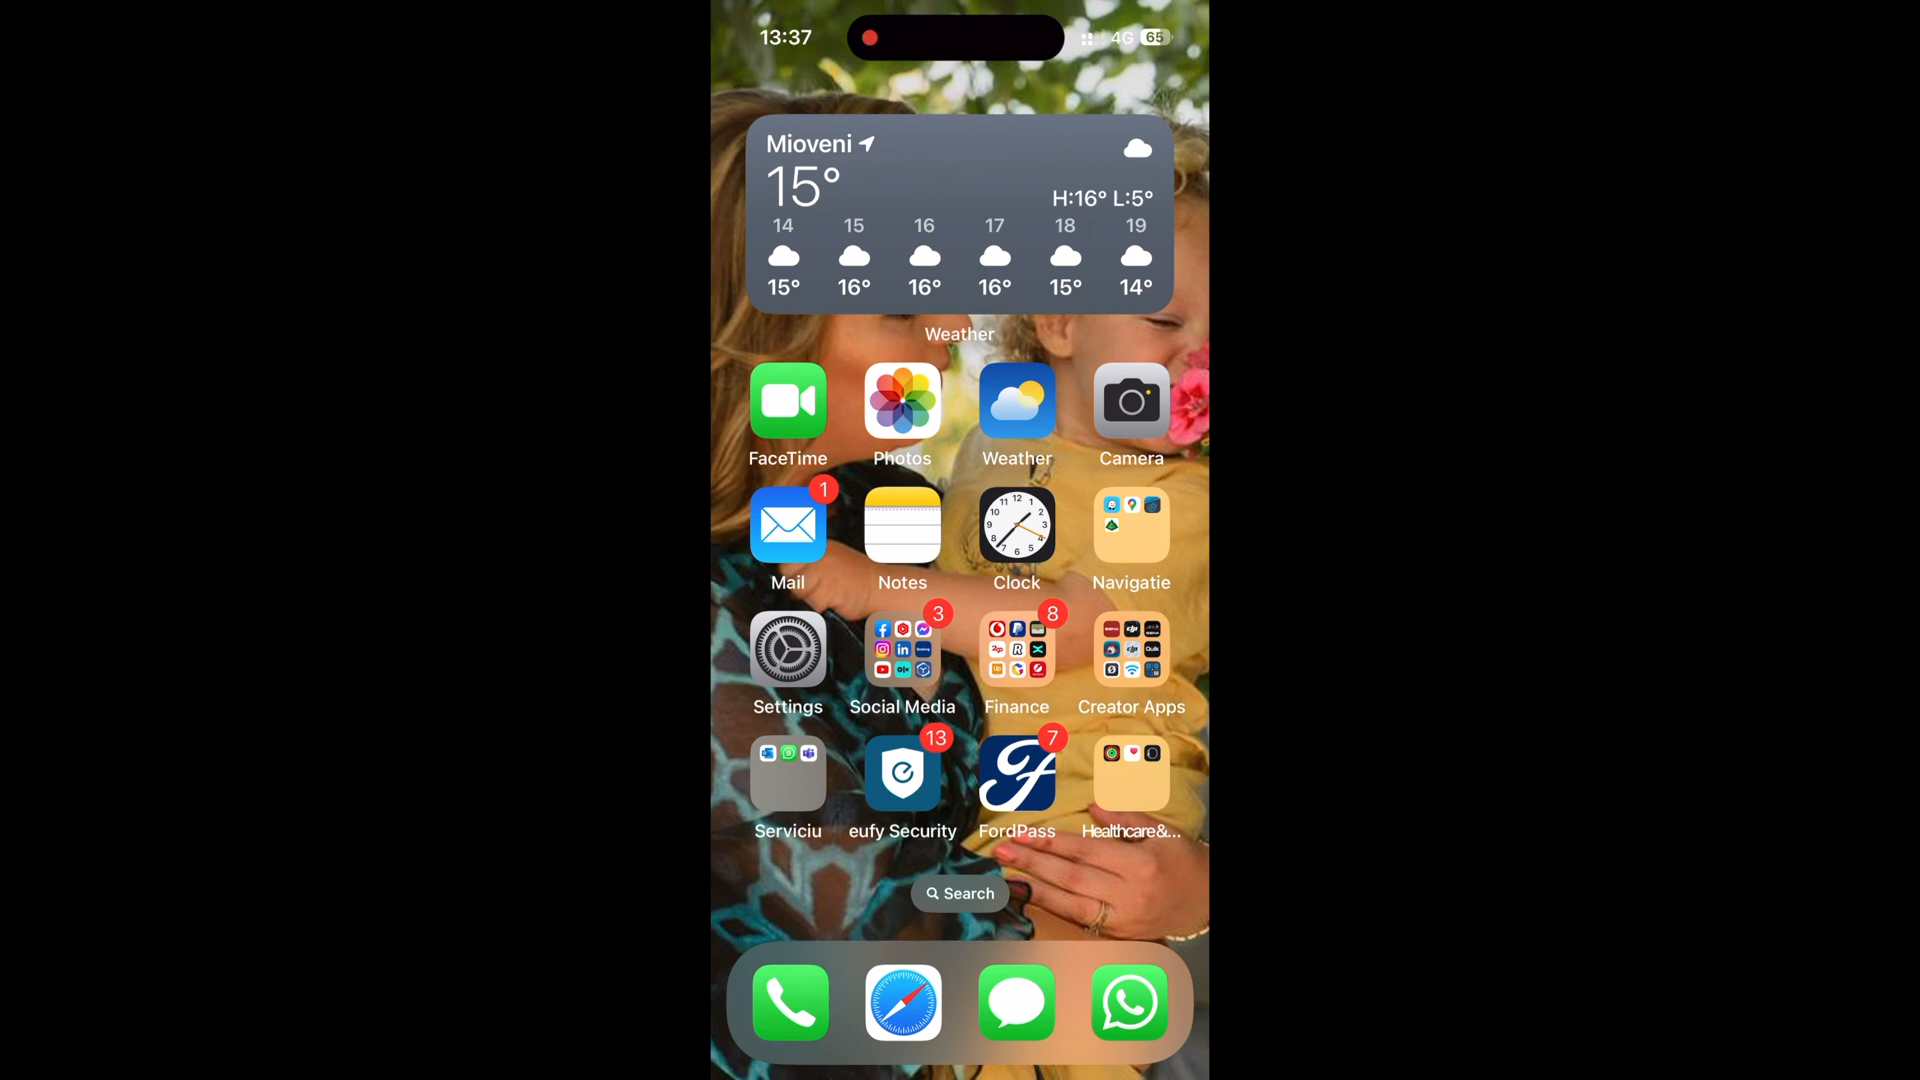 13:37
4G 65
Mioveni
15°
H:16° L:5°
14 15 16 17 18 19
15° 16° 16° 16° 15° 14°
Weather
FaceTime Photos Weather Camera
1
Mail Notes Clock Navigatie
3 8
Settings Social Media Finance Creator Apps
13 7
Serviciu eufy Security FordPass Healthcare&...
Search